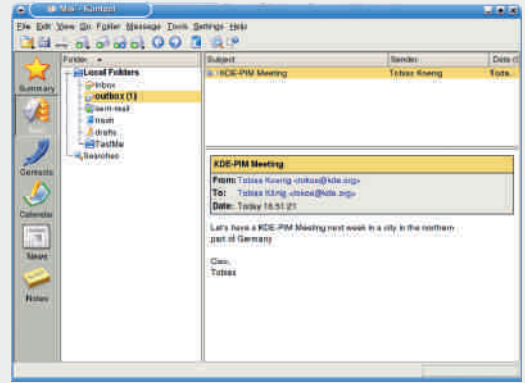 Mail - Kontact
File Edit View Go Folder Message Tools Settings Help
Folder
Subject
Sender
Date
Summary
Local Folders
inbox
outbox (1)
sent-mail
trash
drafts
TestMe
Searches
KDE-PIM Meeting
Tobias Koenig
Contacts
Calendar
News
Notes
KDE-PIM Meeting
From: Tobias Koenig <tokoe@kde.org>
To: Tobias König <tokoe@kde.org>
Date: Today 16:51:21
Let's have a KDE-PIM Meeting next week in a city in the northern
part of Germany
Ciao,
Tobias